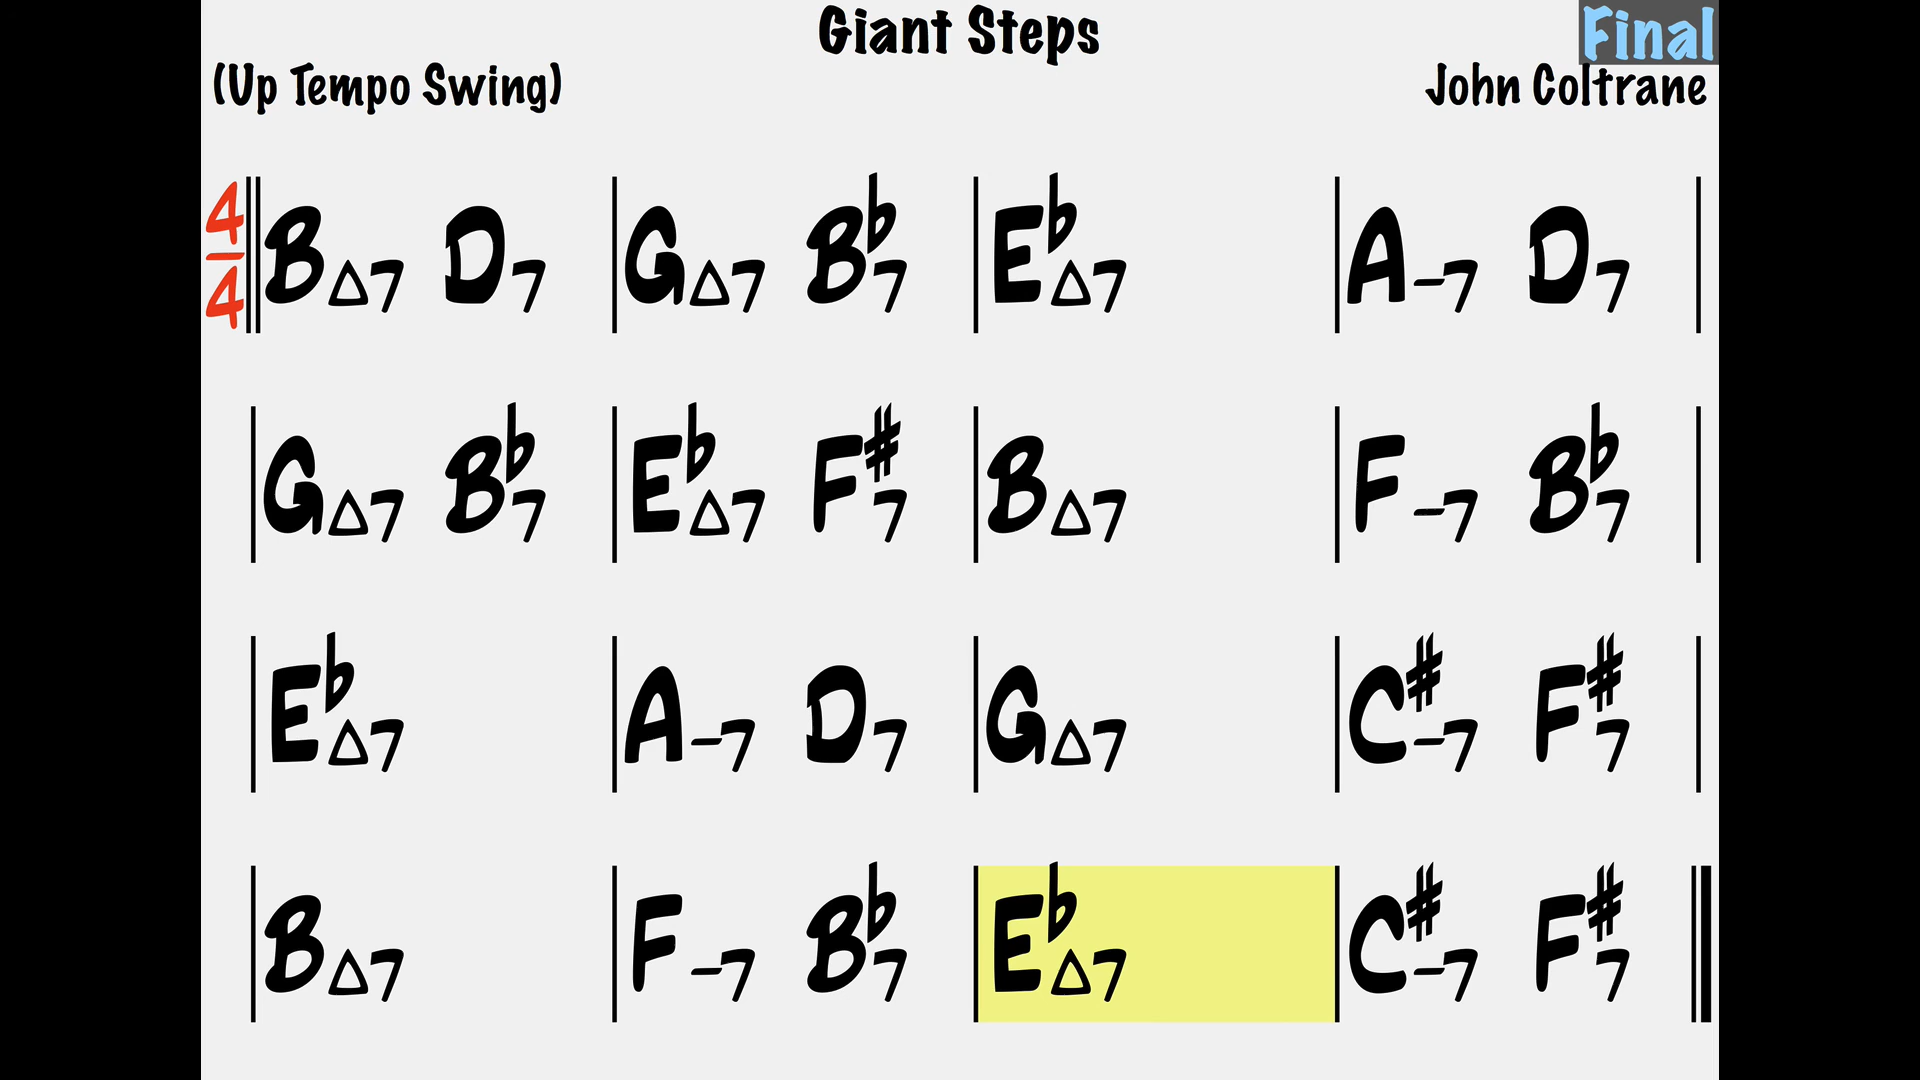 Giant Steps
Final
(Up Tempo Swing)
John Coltrane
4/4 B△7 D7 | G△7 B♭7 | E♭△7 | A-7 D7
G△7 B♭7 | E♭△7 F♯7 | B△7 | F-7 B♭7
E♭△7 | A-7 D7 | G△7 | C♯-7 F♯7
B△7 | F-7 B♭7 | E♭△7 | C♯-7 F♯7